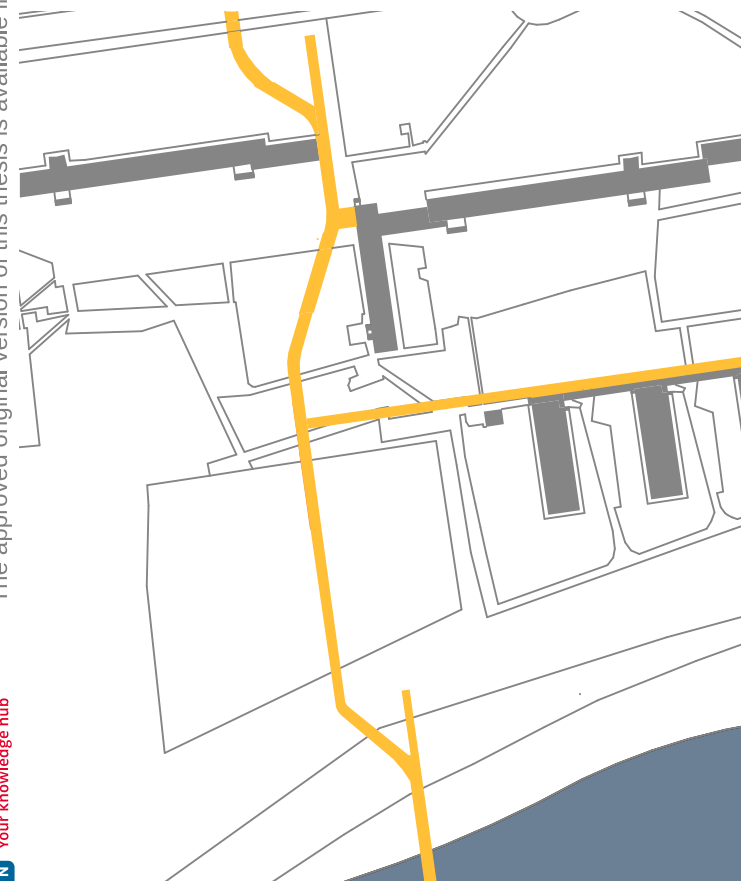 The approved original version of this thesis is available i
Your knowledge hub
N